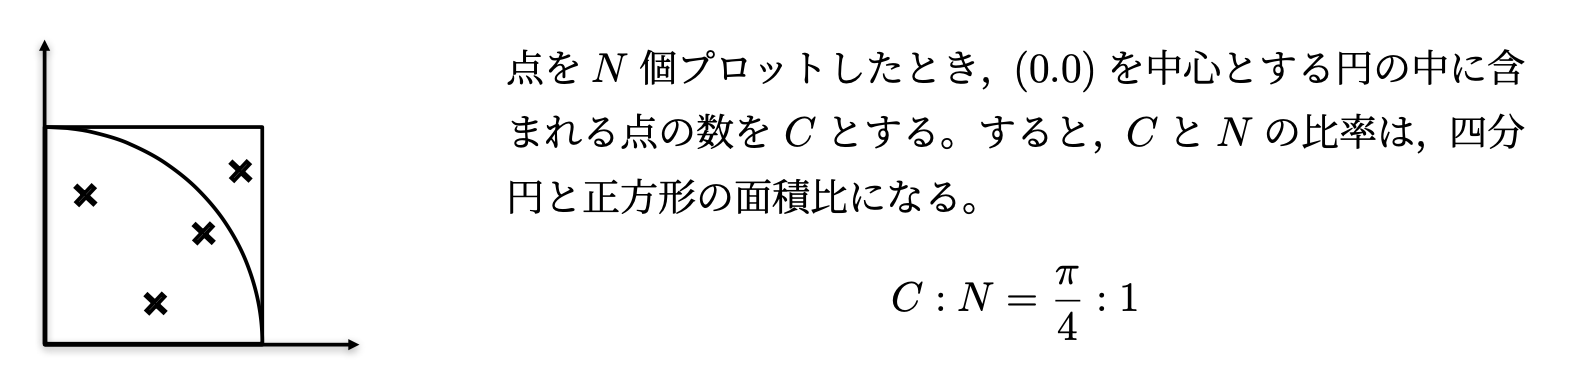 点を N 個プロットしたとき, (0.0) を中心とする円の中に含
まれる点の数を C とする。すると, C と N の比率は, 四分
円と正方形の面積比になる。
C : N = π/4 : 1